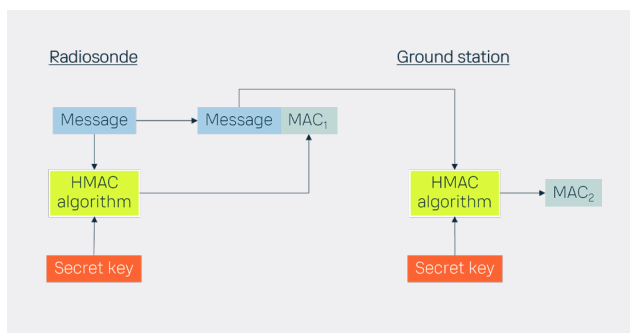 Radiosonde
Ground station
Message
Message
MAC₁
HMAC
algorithm
HMAC
algorithm
MAC₂
Secret key
Secret key